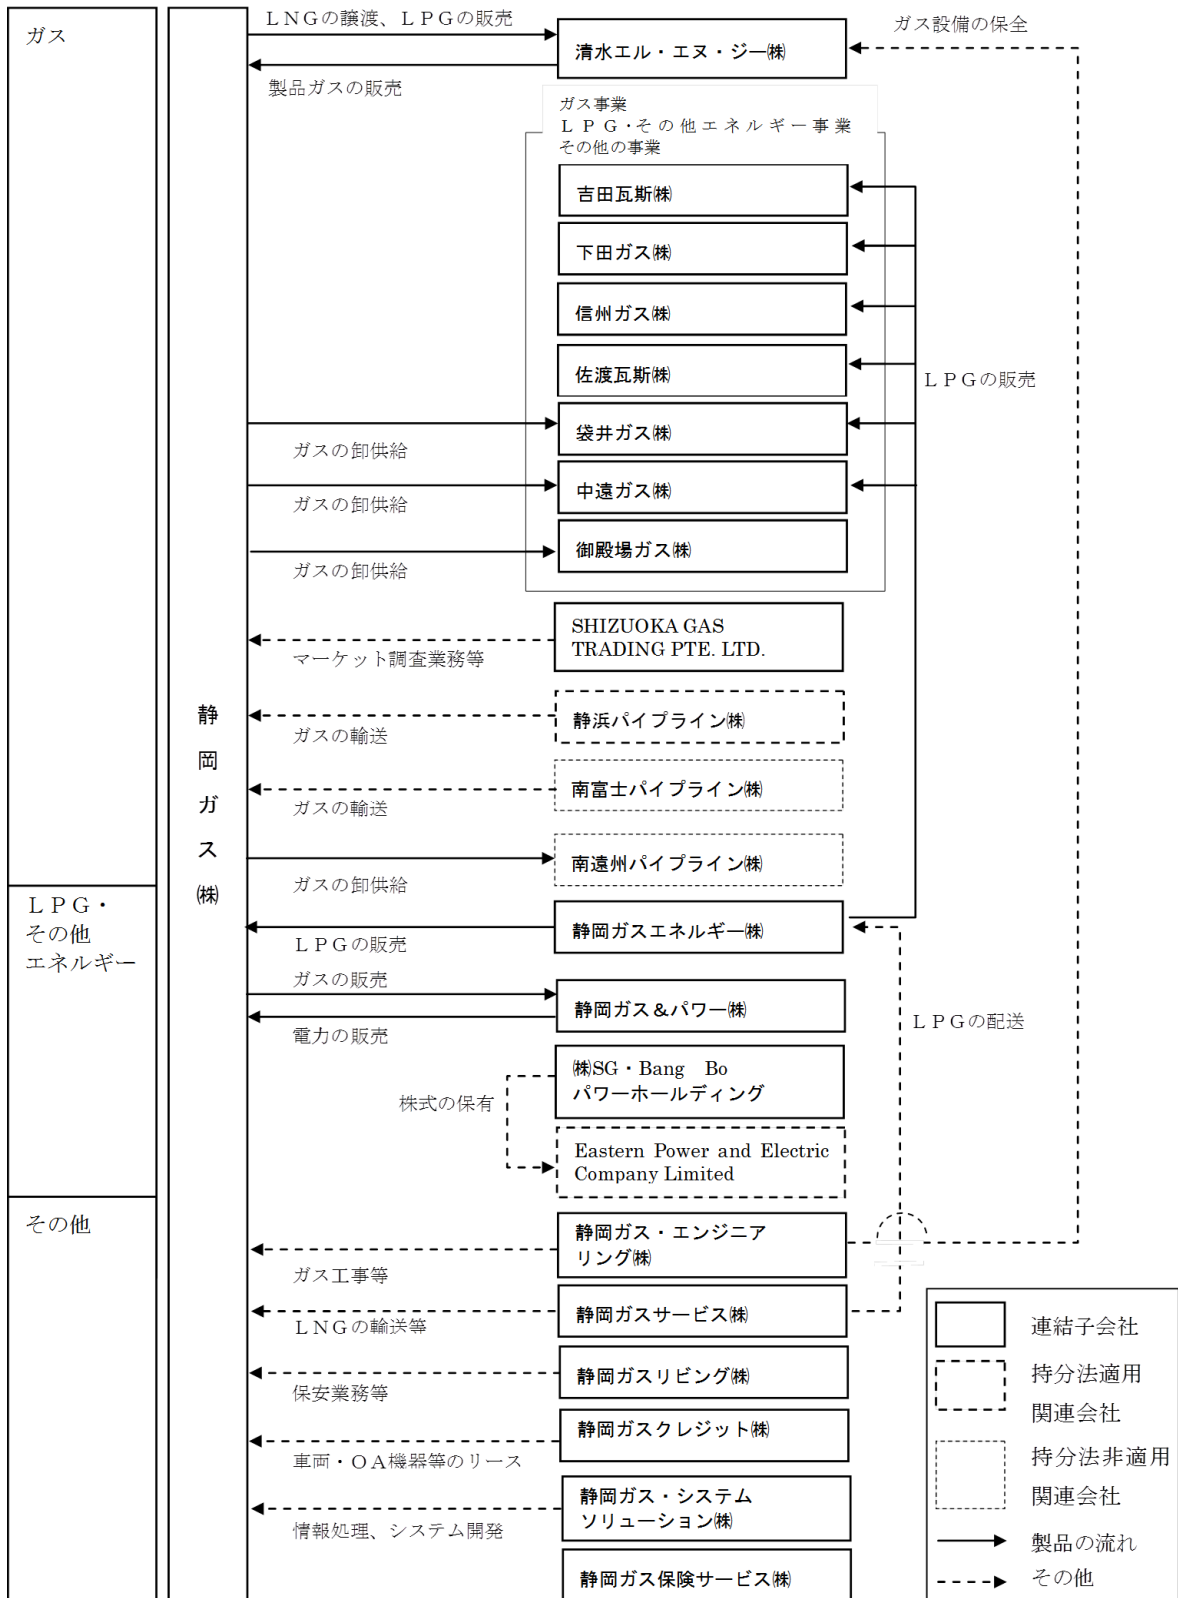 ガス
LNGの譲渡、LPGの販売
清水エル・エヌ・ジー㈱
ガス設備の保全
製品ガスの販売
ガス事業
LPG・その他エネルギー事業
その他の事業
吉田瓦斯㈱
下田ガス㈱
信州ガス㈱
佐渡瓦斯㈱
LPGの販売
袋井ガス㈱
ガスの卸供給
中遠ガス㈱
ガスの卸供給
御殿場ガス㈱
ガスの卸供給
SHIZUOKA GAS
TRADING PTE. LTD.
マーケット調査業務等
静岡ガス㈱
静浜パイプライン㈱
ガスの輸送
南富士パイプライン㈱
ガスの輸送
南遠州パイプライン㈱
ガスの卸供給
LPG・
その他
エネルギー
静岡ガスエネルギー㈱
LPGの販売
ガスの販売
静岡ガス＆パワー㈱
電力の販売
LPGの配送
㈱SG・Bang Bo
パワーホールディング
株式の保有
Eastern Power and Electric
Company Limited
その他
静岡ガス・エンジニア
リング㈱
ガス工事等
静岡ガスサービス㈱
LNGの輸送等
静岡ガスリビング㈱
保安業務等
静岡ガスクレジット㈱
車両・OA機器等のリース
静岡ガス・システム
ソリューション㈱
情報処理、システム開発
静岡ガス保険サービス㈱
連結子会社
持分法適用
関連会社
持分法非適用
関連会社
製品の流れ
その他